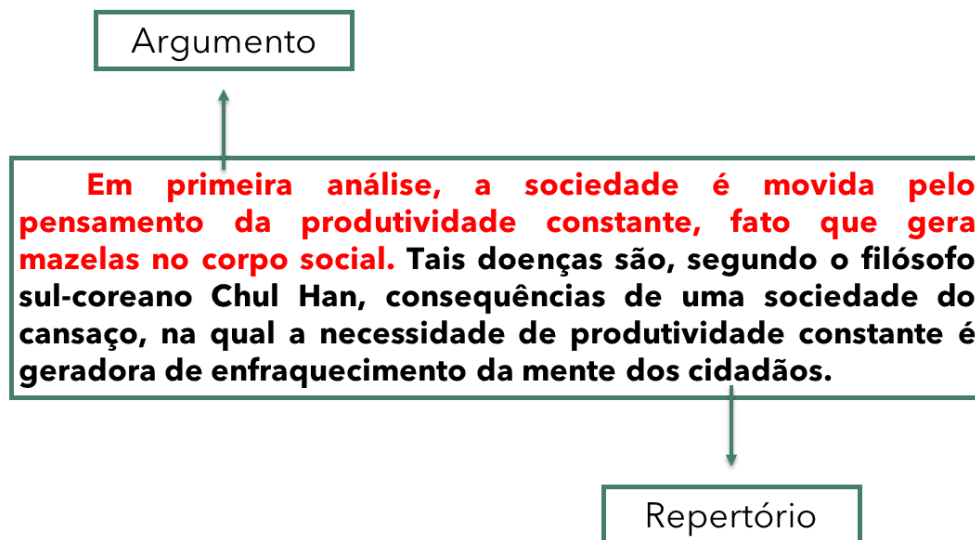 Argumento
Em primeira análise, a sociedade é movida pelo
pensamento da produtividade constante, fato que gera
mazelas no corpo social. Tais doenças são, segundo o filósofo
sul-coreano Chul Han, consequências de uma sociedade do
cansaço, na qual a necessidade de produtividade constante é
geradora de enfraquecimento da mente dos cidadãos.
Repertório